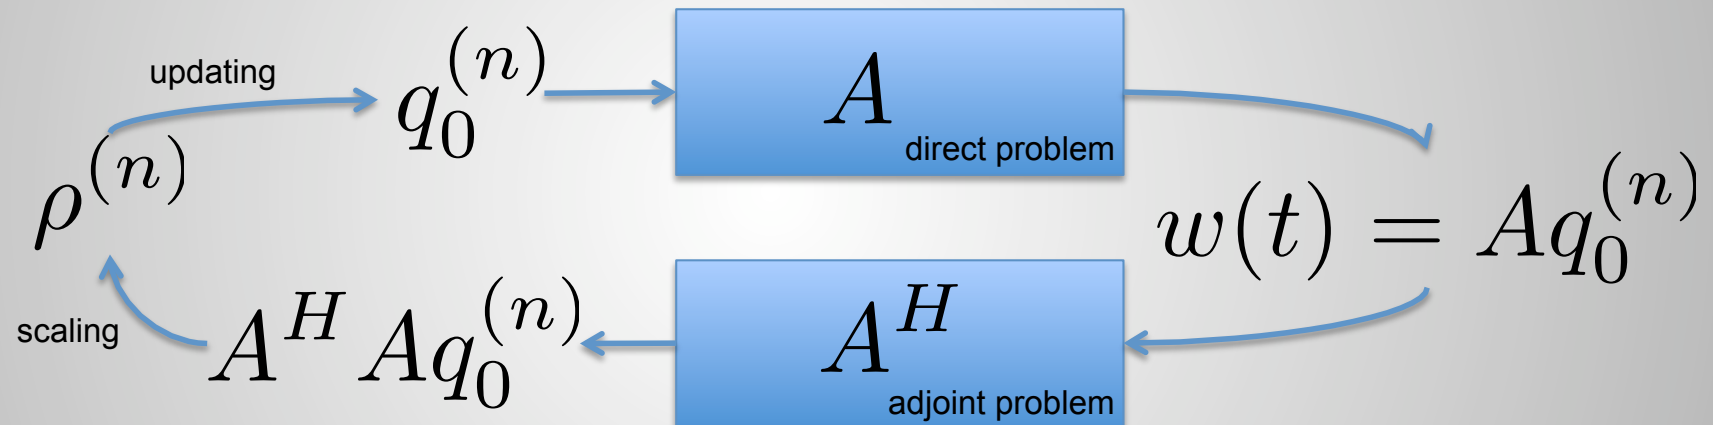 updating
q_0^{(n)}
A
direct problem
ρ^{(n)}
w(t) = Aq_0^{(n)}
scaling
A^H Aq_0^{(n)}
A^H
adjoint problem